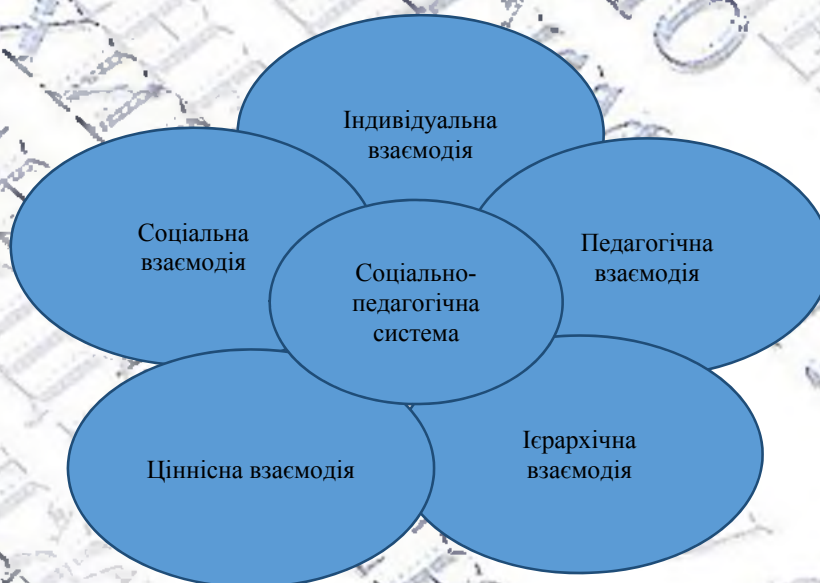 Індивідуальна
взаємодія
Соціальна
взаємодія
Педагогічна
взаємодія
Соціально-
педагогічна
система
Ціннісна взаємодія
Ієрархічна
взаємодія